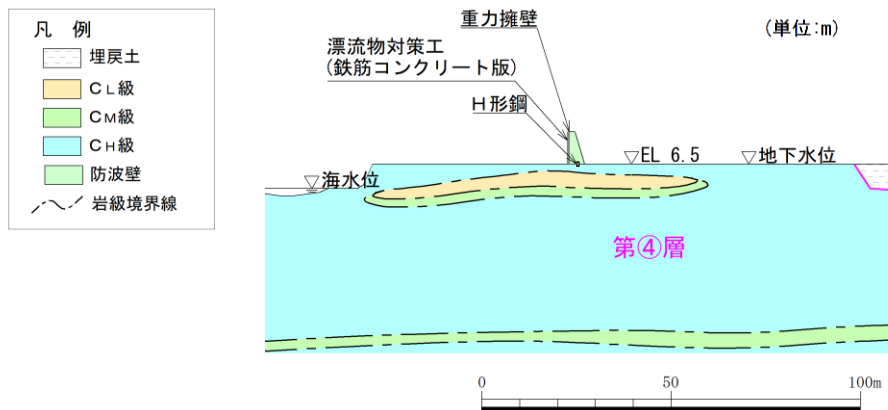 凡 例
埋戻土
CL級
CM級
CH級
防波壁
岩級境界線
重力擁壁
(単位:m)
漂流物対策工
(鉄筋コンクリート版)
H形鋼
▽EL 6.5
▽地下水位
▽海水位
第④層
0 50 100m